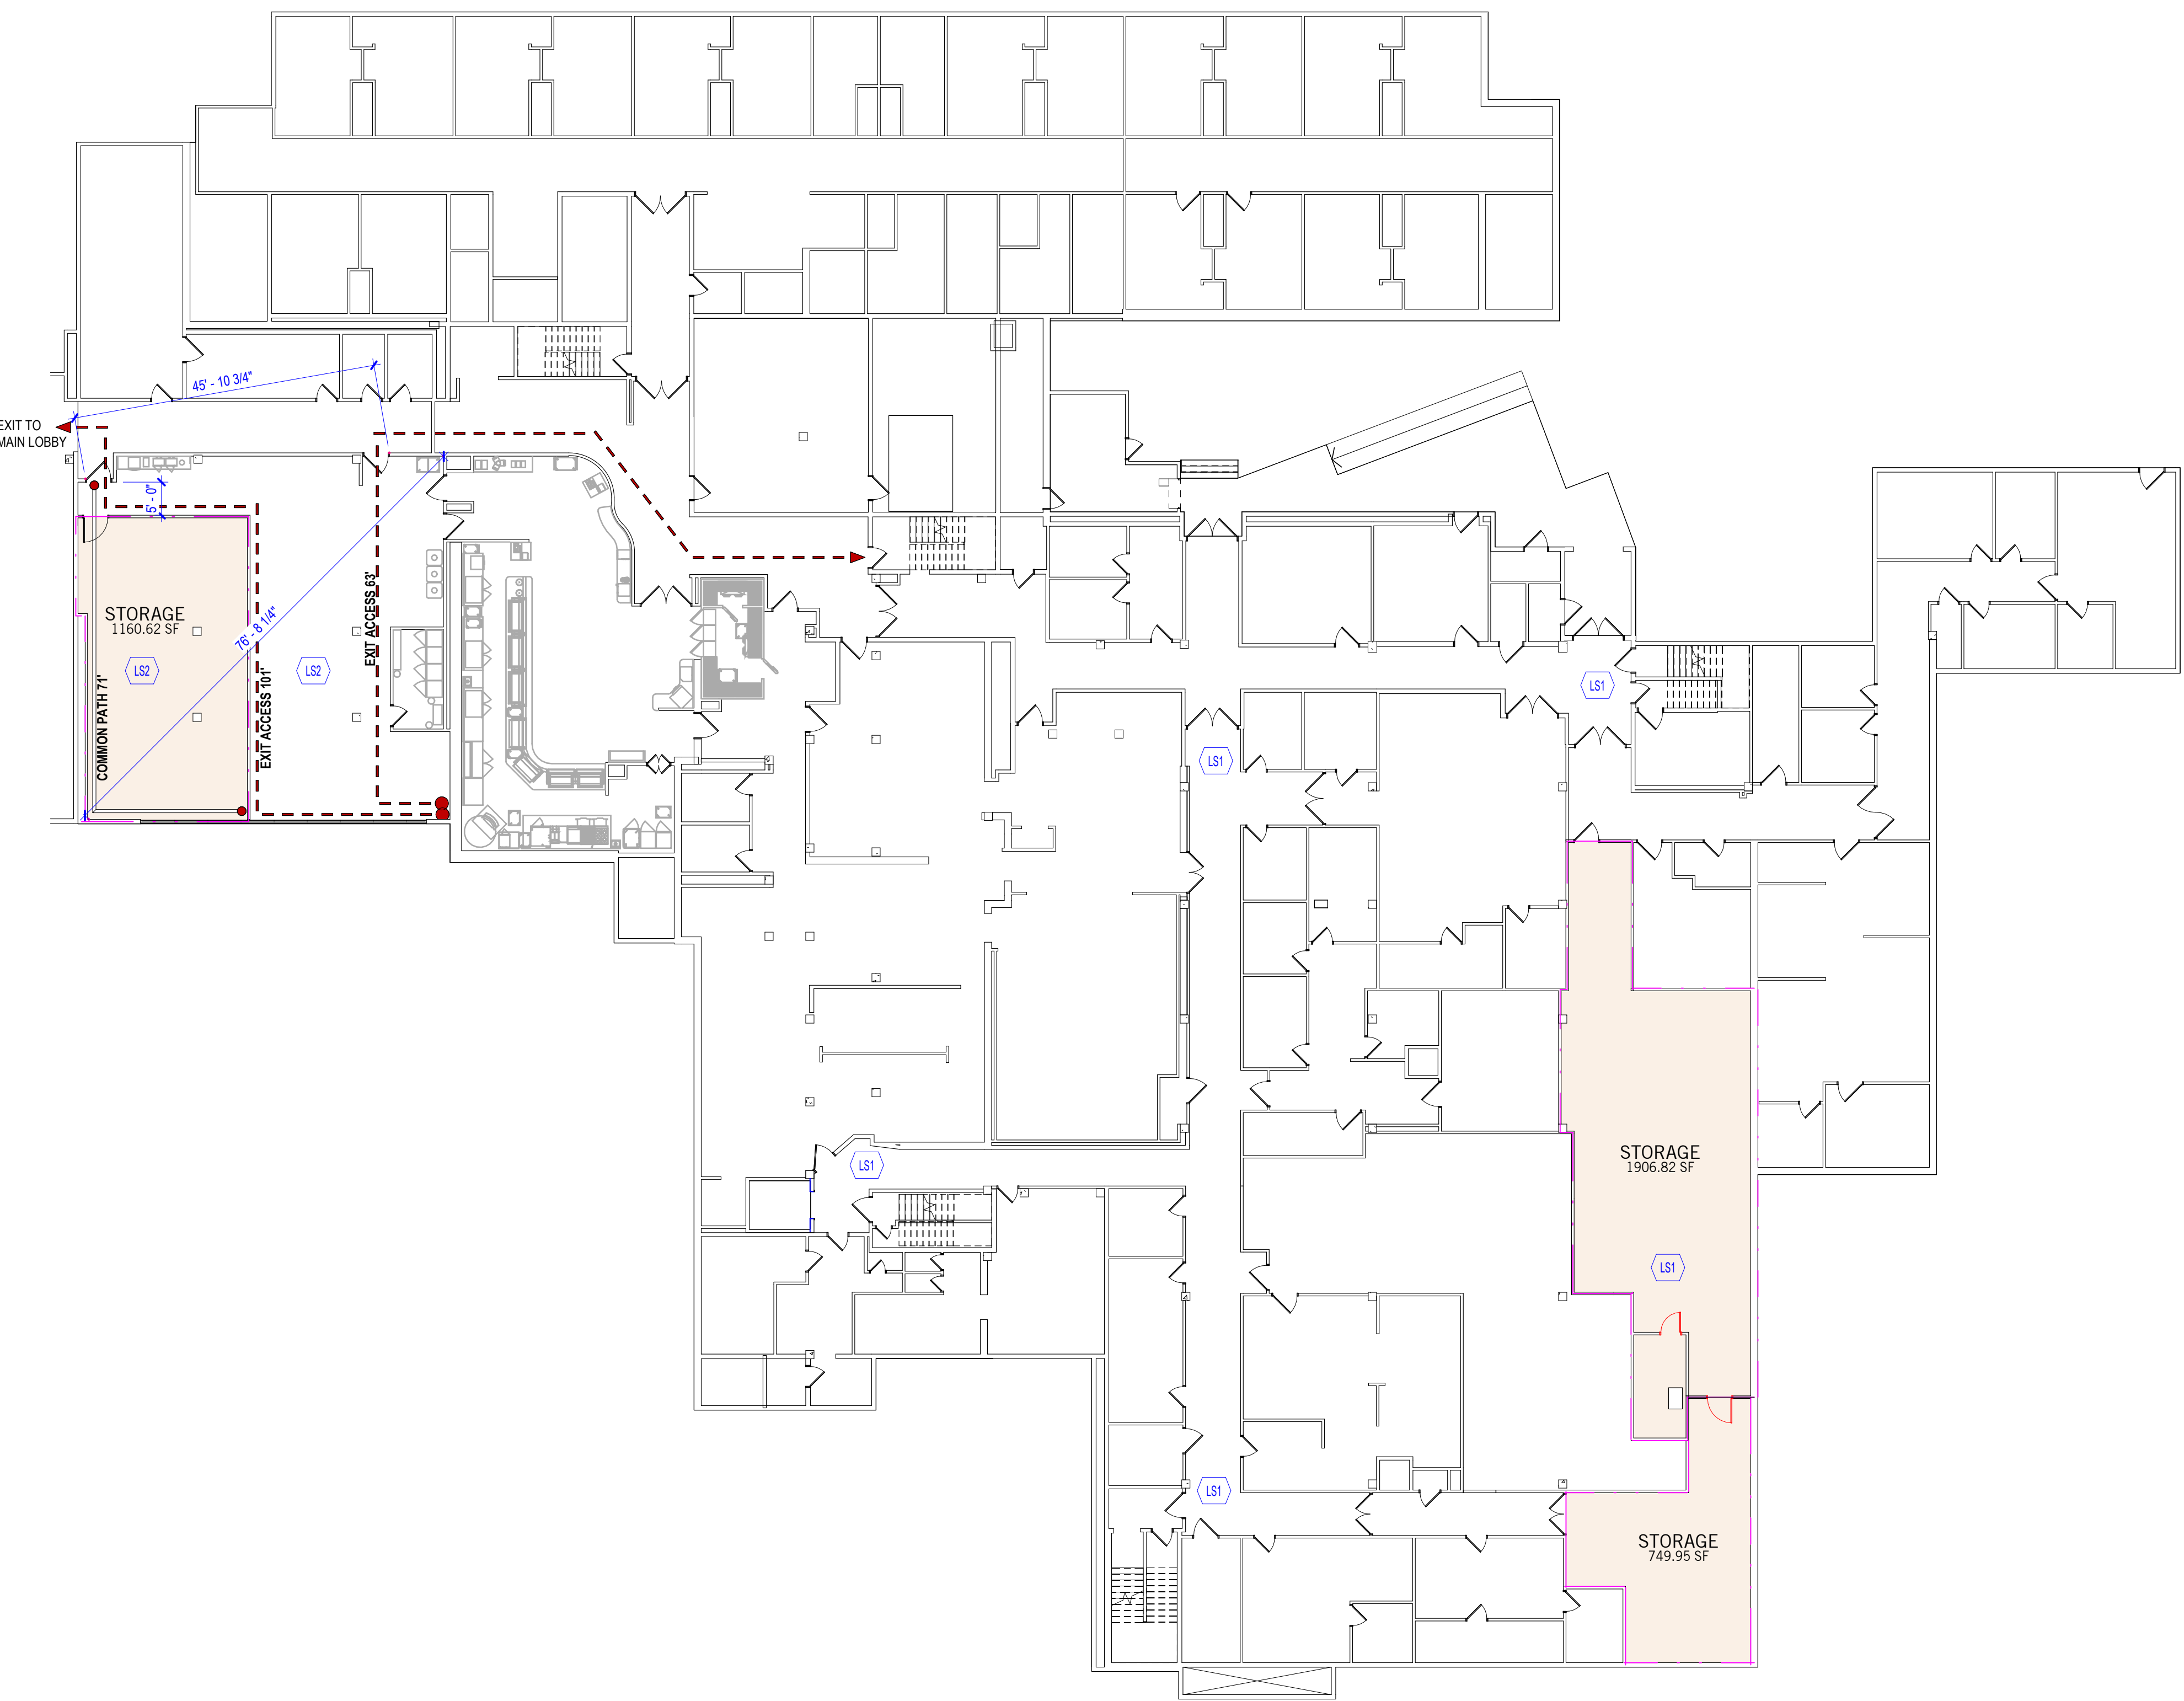 45' - 10 3/4"
EXIT TO
MAIN LOBBY
5' - 0"
STORAGE
1160.62 SF
LS2
COMMON PATH 71'
76' - 8 1/4"
EXIT ACCESS 101'
LS2
EXIT ACCESS 63'
LS1
LS1
LS1
STORAGE
1906.82 SF
LS1
LS1
STORAGE
749.95 SF